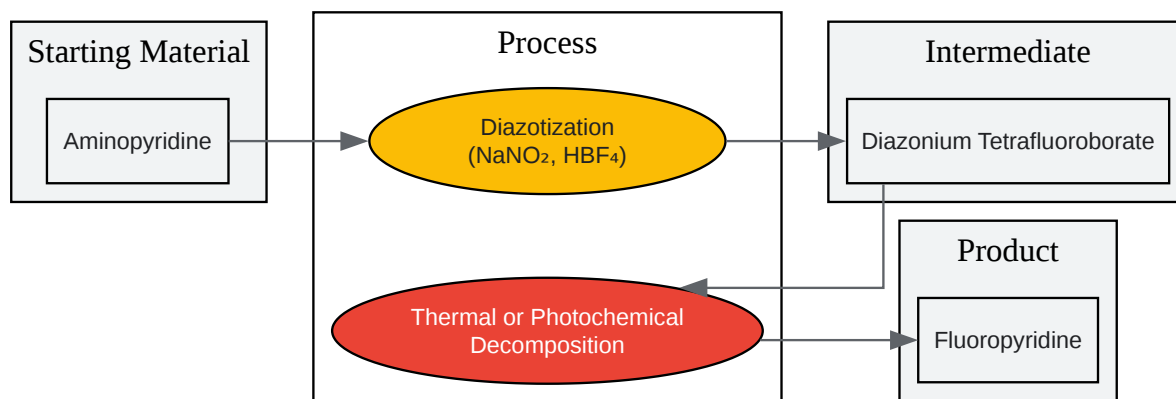 Starting Material
Aminopyridine
Process
Diazotization
(NaNO₂, HBF₄)
Intermediate
Diazonium Tetrafluoroborate
Thermal or Photochemical
Decomposition
Product
Fluoropyridine